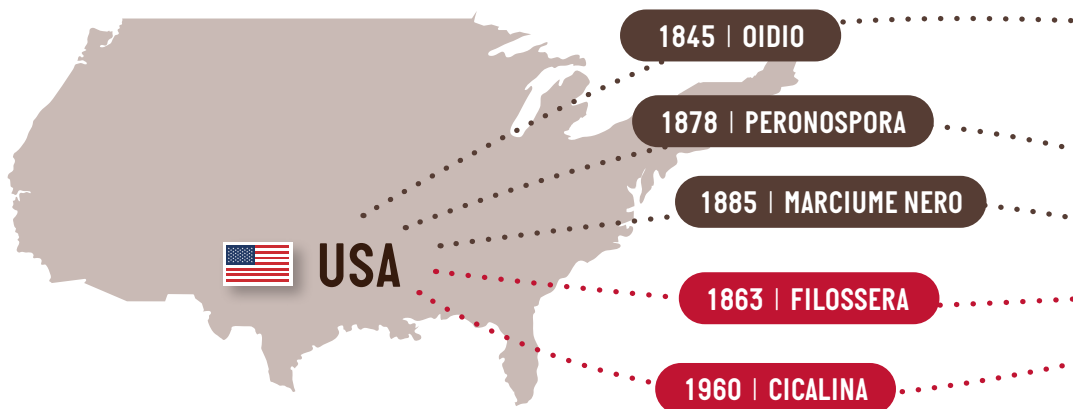 1845 | OIDIO
1878 | PERONOSPORA
1885 | MARCIUME NERO
USA
1863 | FILOSSERA
1960 | CICALINA